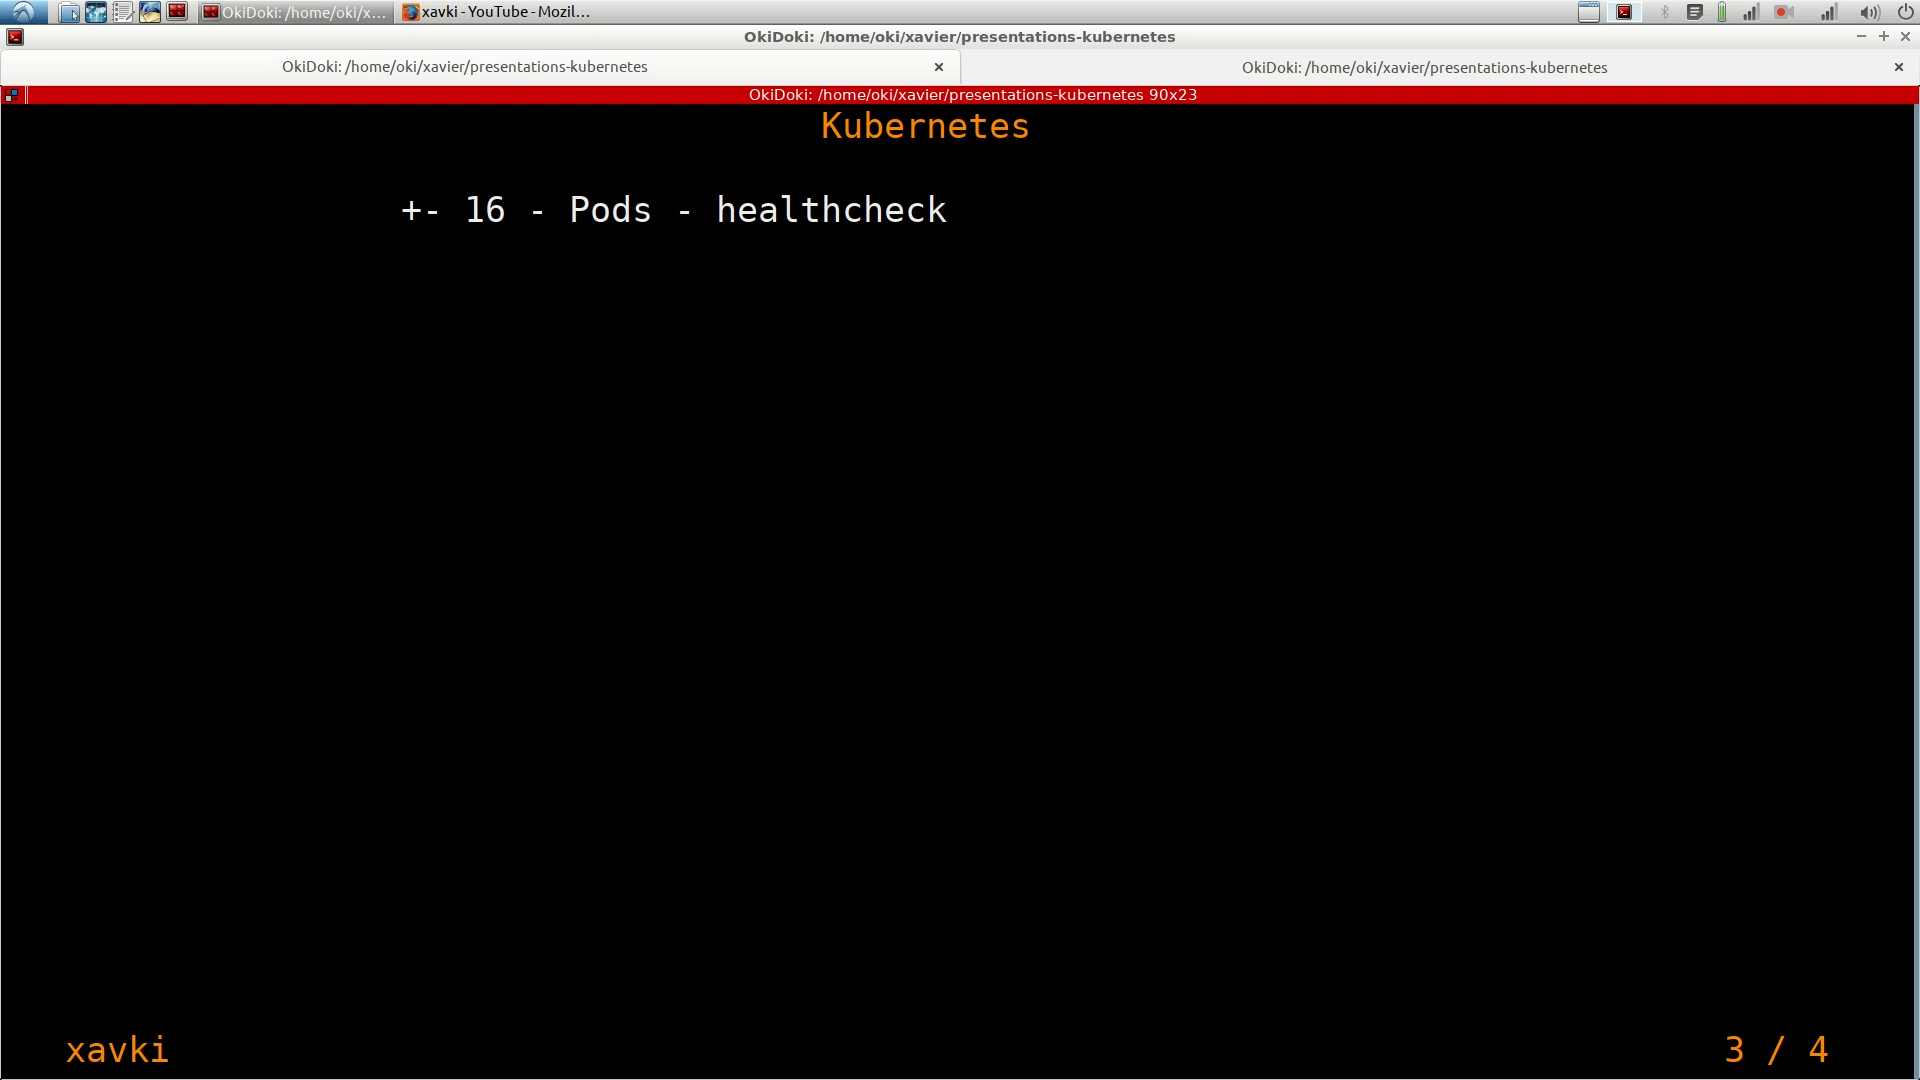 OkiDoki: /home/oki/x...
xavki - YouTube - Mozil...
OkiDoki: /home/oki/xavier/presentations-kubernetes
OkiDoki: /home/oki/xavier/presentations-kubernetes
OkiDoki: /home/oki/xavier/presentations-kubernetes
OkiDoki: /home/oki/xavier/presentations-kubernetes 90x23
Kubernetes
+- 16 - Pods - healthcheck
xavki
3 / 4